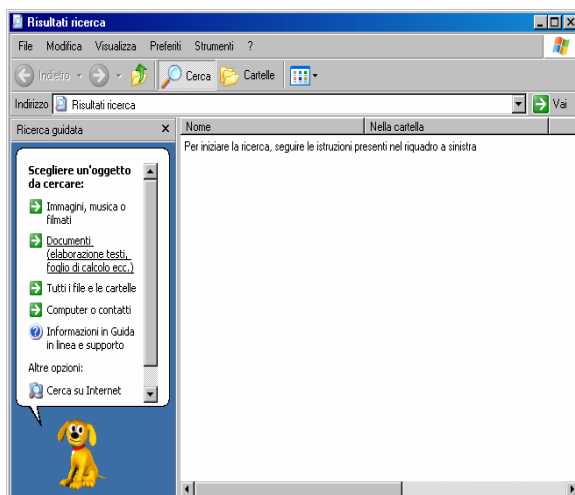 Risultati ricerca
File Modifica Visualizza Preferiti Strumenti ?
Indietro Cerca Cartelle
Indirizzo Risultati ricerca Vai
Ricerca guidata
Nome Nella cartella
Per iniziare la ricerca, seguire le istruzioni presenti nel riquadro a sinistra
Scegliere un'oggetto
da cercare:
Immagini, musica o
filmati
Documenti
(elaborazione testi,
foglio di calcolo ecc.)
Tutti i file e le cartelle
Computer o contatti
Informazioni in Guida
in linea e supporto
Altre opzioni:
Cerca su Internet